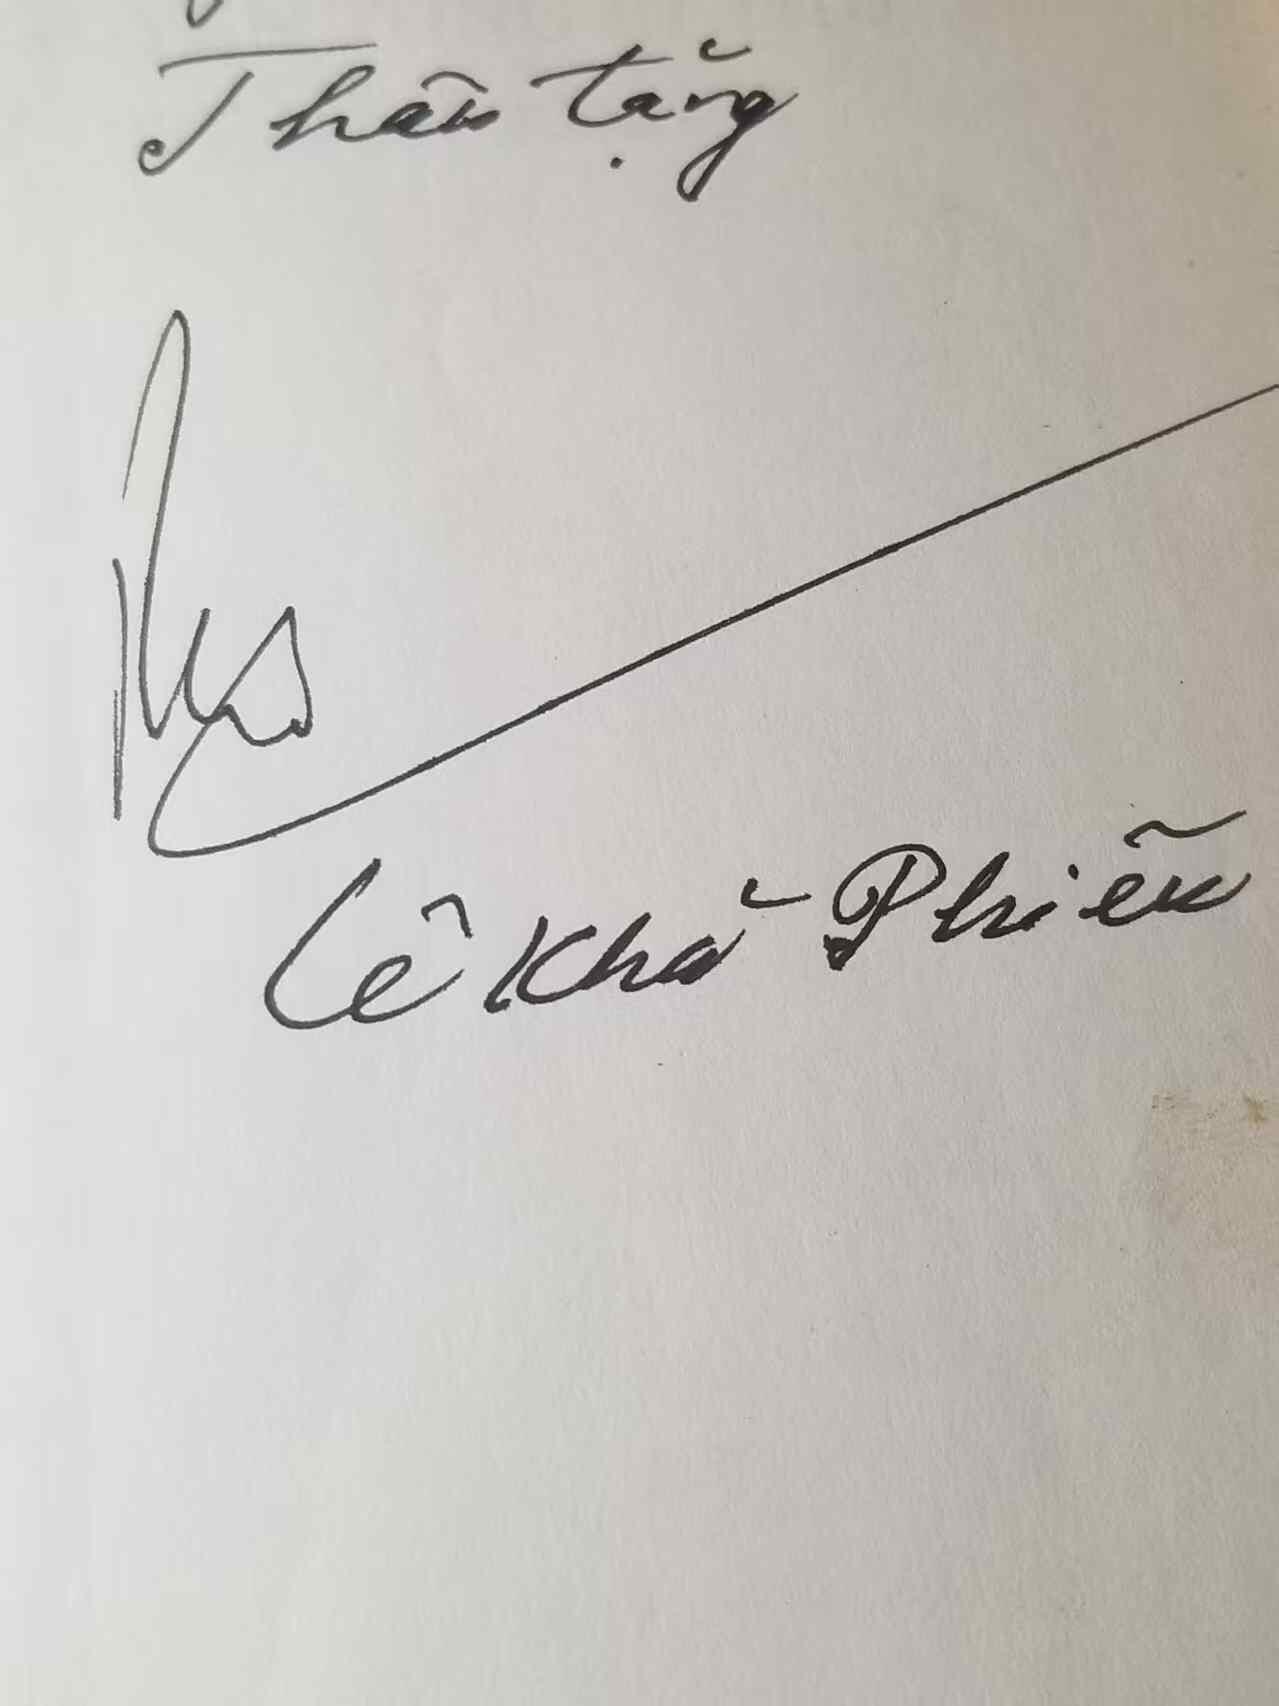 Thân tặng
Lê Khả Phiêu